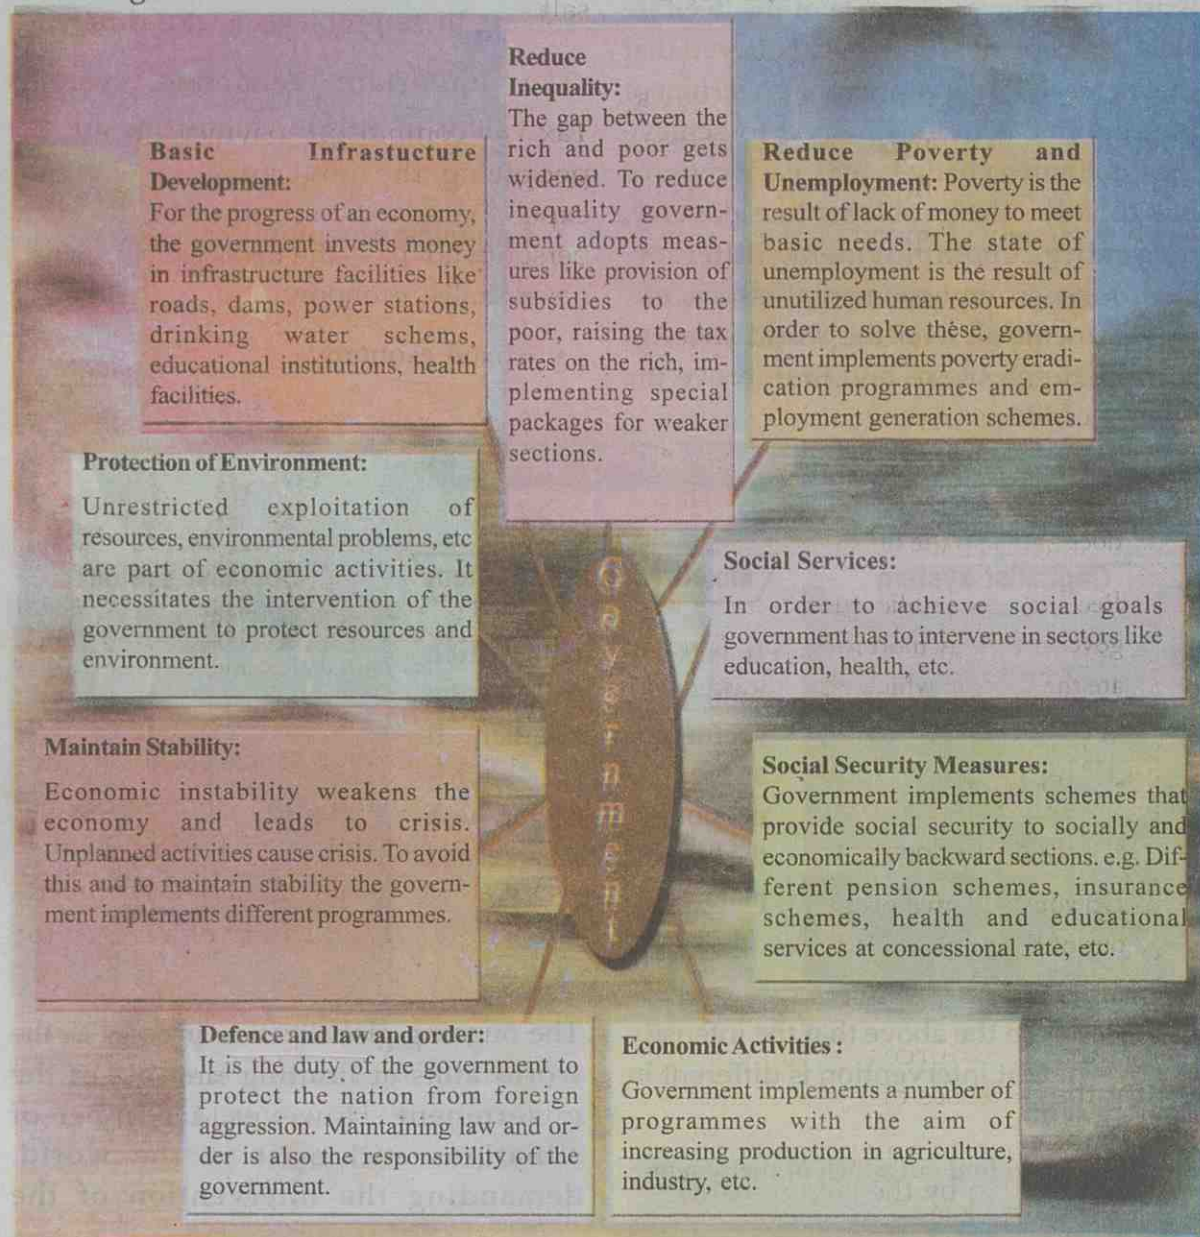 Reduce
Inequality:
The gap between the
rich and poor gets
widened. To reduce
inequality govern-
ment adopts meas-
ures like provision of
subsidies to the
poor, raising the tax
rates on the rich, im-
plementing special
packages for weaker
sections.
Basic Infrastucture
Development:
For the progress of an economy,
the government invests money
in infrastructure facilities like
roads, dams, power stations,
drinking water schems,
educational institutions, health
facilities.
Reduce Poverty and
Unemployment: Poverty is the
result of lack of money to meet
basic needs. The state of
unemployment is the result of
unutilized human resources. In
order to solve these, govern-
ment implements poverty eradi-
cation programmes and em-
ployment generation schemes.
Protection of Environment:
Unrestricted exploitation of
resources, environmental problems, etc
are part of economic activities. It
necessitates the intervention of the
government to protect resources and
environment.
Government
Social Services:
In order to achieve social goals
government has to intervene in sectors like
education, health, etc.
Maintain Stability:
Economic instability weakens the
economy and leads to crisis.
Unplanned activities cause crisis. To avoid
this and to maintain stability the govern-
ment implements different programmes.
Social Security Measures:
Government implements schemes that
provide social security to socially and
economically backward sections. e.g. Dif-
ferent pension schemes, insurance
schemes, health and educational
services at concessional rate, etc.
Defence and law and order:
It is the duty of the government to
protect the nation from foreign
aggression. Maintaining law and or-
der is also the responsibility of the
government.
Economic Activities :
Government implements a number of
programmes with the aim of
increasing production in agriculture,
industry, etc.